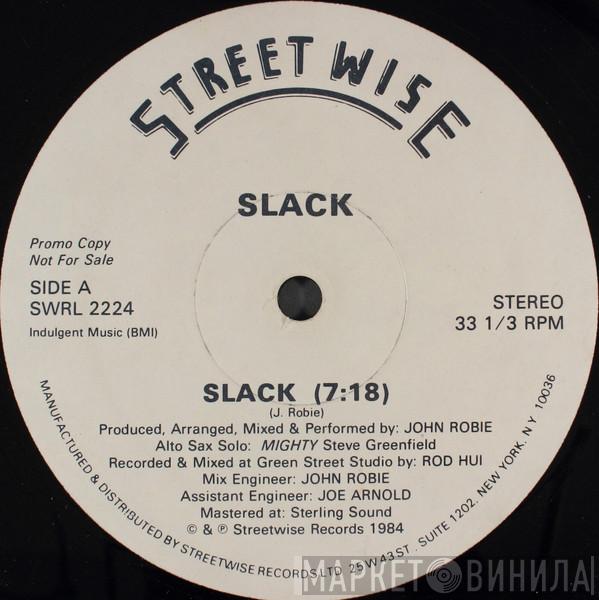 STREETWISE
SLACK
Promo Copy
Not For Sale
SIDE A
SWRL 2224
Indulgent Music (BMI)
STEREO
33 1/3 RPM
SLACK (7:18)
(J. Robie)
Produced, Arranged, Mixed & Performed by: JOHN ROBIE
Alto Sax Solo: MIGHTY Steve Greenfield
Recorded & Mixed at Green Street Studio by: ROD HUI
Mix Engineer: JOHN ROBIE
Assistant Engineer: JOE ARNOLD
Mastered at: Sterling Sound
© & ℗ Streetwise Records 1984
MANUFACTURED & DISTRIBUTED BY STREETWISE RECORDS LTD. 25 W 43 ST. SUITE 1202, NEW YORK, N.Y. 10036
МАРКЕТ ВИНИЛА